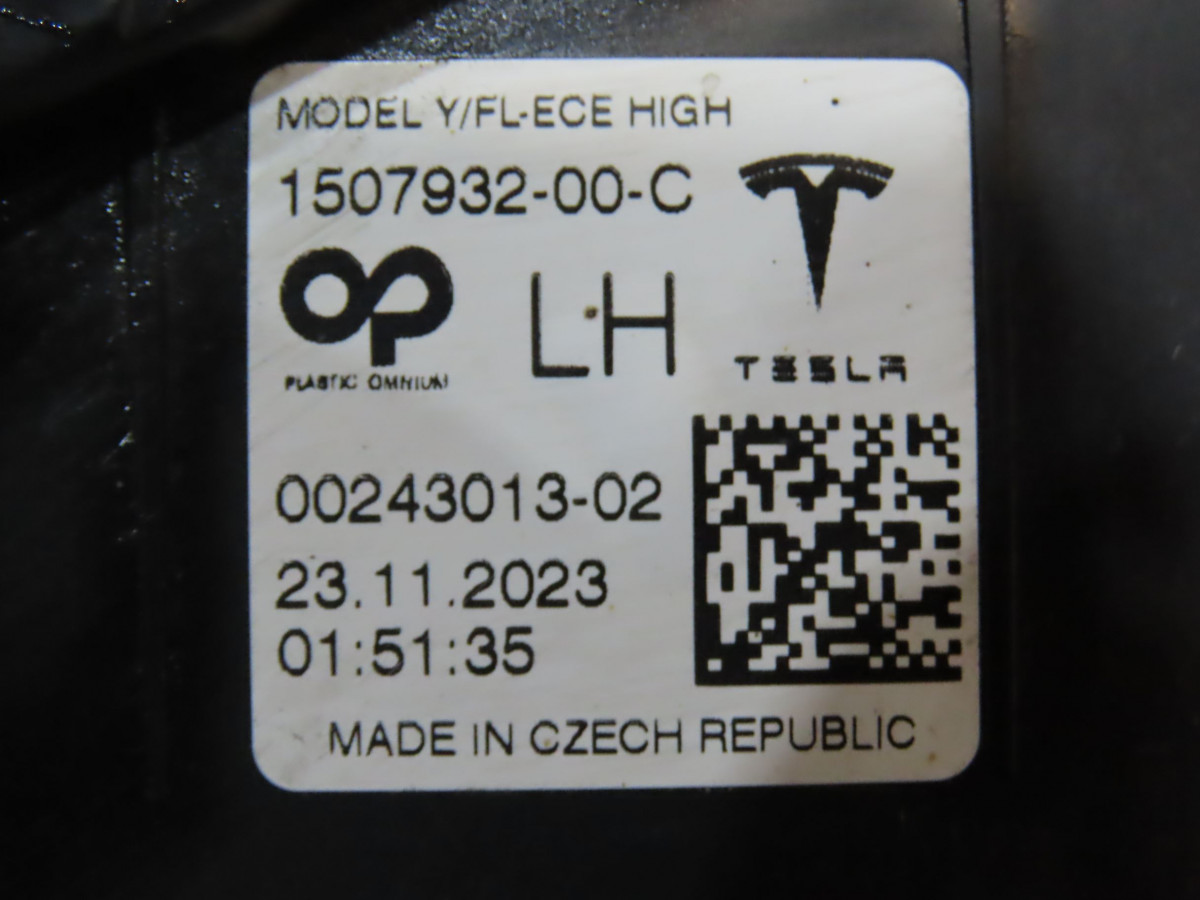 MODEL Y/FL-ECE HIGH
1507932-00-C
PLASTIC OMNIUM
LH
TESLA
00243013-02
23.11.2023
01:51:35
MADE IN CZECH REPUBLIC